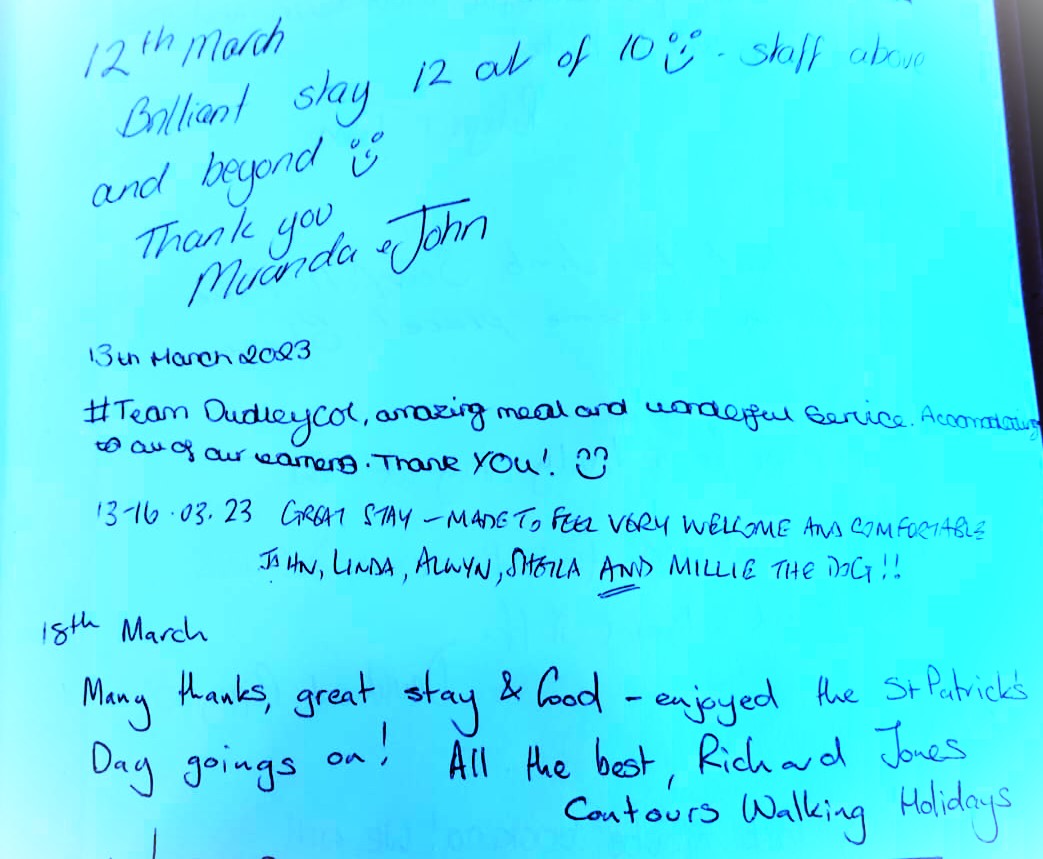 12th March
Brilliant stay 12 out of 10 - staff above
and beyond
Thank you
Miranda & John
13th March 2023
#Team Dudleycol, amazing meal and wonderful service. Accomodating
to all of our learners. Thank YOU!
13-16.03.23 GREAT STAY - MADE TO FEEL VERY WELCOME AND COMFORTABLE
JOHN, LINDA, ALWYN, SHEILA AND MILLIE THE DOG!!
18th March
Many thanks, great stay & food - enjoyed the St Patrick's
Day goings on! All the best, Richard Jones
Contours Walking Holidays